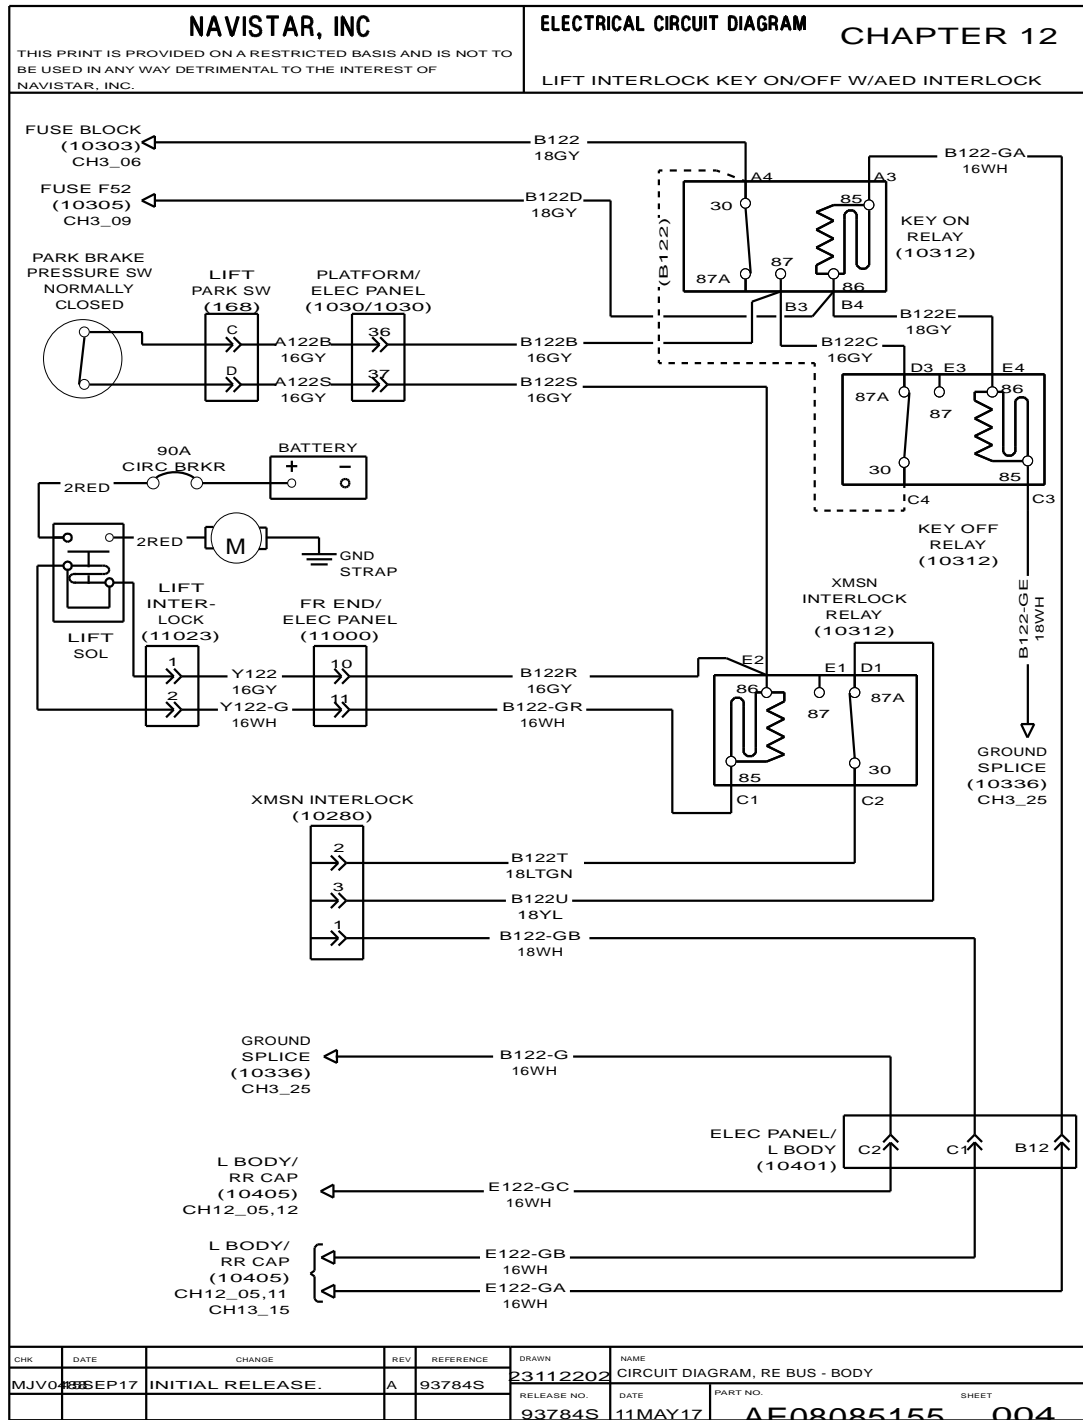 NAVISTAR, INC
THIS PRINT IS PROVIDED ON A RESTRICTED BASIS AND IS NOT TO
BE USED IN ANY WAY DETRIMENTAL TO THE INTEREST OF
NAVISTAR, INC.
ELECTRICAL CIRCUIT DIAGRAM
CHAPTER 12
LIFT INTERLOCK KEY ON/OFF W/AED INTERLOCK
FUSE BLOCK
(10303)
CH3_06
B122
18GY
B122-GA
16WH
FUSE F52
(10305)
CH3_09
B122D
18GY
A4
A3
30
85
87
87A
86
B3
B4
(B122)
KEY ON
RELAY
(10312)
PARK BRAKE
PRESSURE SW
NORMALLY
CLOSED
LIFT
PARK SW
(168)
PLATFORM/
ELEC PANEL
(1030/1030)
C
A122B
16GY
36
B122B
16GY
D
A122S
16GY
37
B122S
16GY
B122E
18GY
B122C
16GY
D3
E3
E4
87A
87
86
30
85
C4
C3
KEY OFF
RELAY
(10312)
90A
CIRC BRKR
BATTERY
+
-
2RED
2RED
M
GND
STRAP
LIFT
SOL
LIFT
INTER-
LOCK
(11023)
FR END/
ELEC PANEL
(11000)
1
Y122
16GY
10
B122R
16GY
2
Y122-G
16WH
11
B122-GR
16WH
XMSN
INTERLOCK
RELAY
(10312)
E2
E1
D1
86
87
87A
85
30
C1
C2
B122-GE
18WH
GROUND
SPLICE
(10336)
CH3_25
XMSN INTERLOCK
(10280)
2
B122T
18LTGN
3
B122U
18YL
1
B122-GB
18WH
GROUND
SPLICE
(10336)
CH3_25
B122-G
16WH
ELEC PANEL/
L BODY
(10401)
C2
C1
B12
L BODY/
RR CAP
(10405)
CH12_05,12
E122-GC
16WH
L BODY/
RR CAP
(10405)
CH12_05,11
CH13_15
E122-GB
16WH
E122-GA
16WH
CHK
DATE
CHANGE
REV
REFERENCE
INITIAL RELEASE.
A
93784S
DRAWN
23112202
NAME
CIRCUIT DIAGRAM, RE BUS - BODY
RELEASE NO.
93784S
DATE
11MAY17
PART NO.
AE08085155
SHEET
004